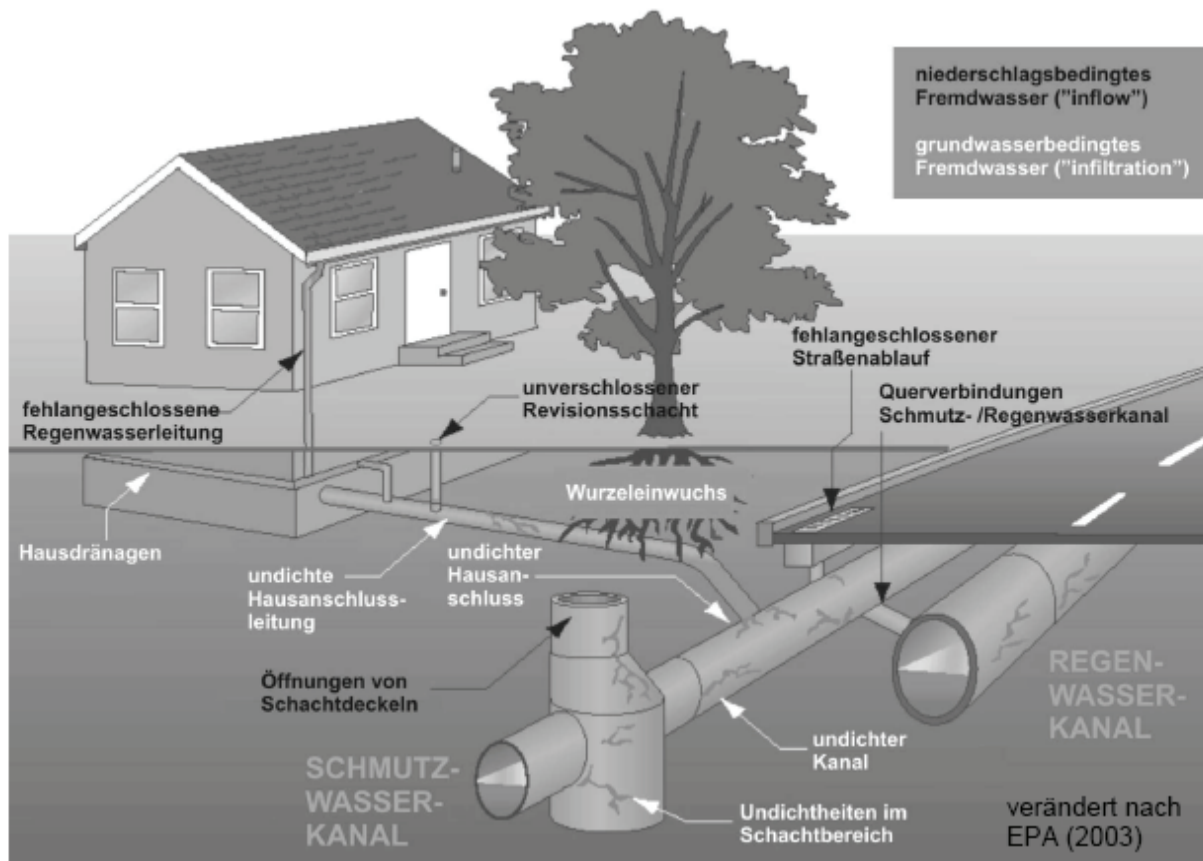 niederschlagsbedingtes
Fremdwasser ("inflow")
grundwasserbedingtes
Fremdwasser ("infiltration")
fehlangeschlossener
Straßenablauf
unverschlossener
Revisionsschacht
Querverbindungen
Schmutz- /Regenwasserkanal
fehlangeschlossene
Regenwasserleitung
Wurzeleinwuchs
Hausdränagen
undichte
Hausanschluss-
leitung
undichter
Hausan-
schluss
Öffnungen von
Schachtdeckeln
REGEN-
WASSER-
KANAL
undichter
Kanal
SCHMUTZ-
WASSER-
KANAL
Undichtheiten im
Schachtbereich
verändert nach
EPA (2003)